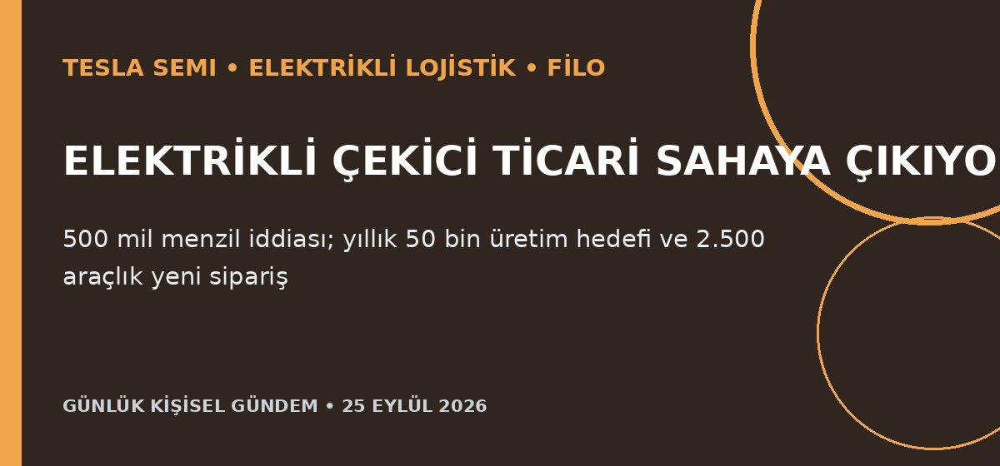 TESLA SEMI • ELEKTRİKLİ LOJİSTİK • FİLO
ELEKTRİKLİ ÇEKİCİ TİCARİ SAHAYA ÇIKIYO
500 mil menzil iddiası; yıllık 50 bin üretim hedefi ve 2.500
araçlık yeni sipariş
GÜNLÜK KİŞİSEL GÜNDEM • 25 EYLÜL 2026